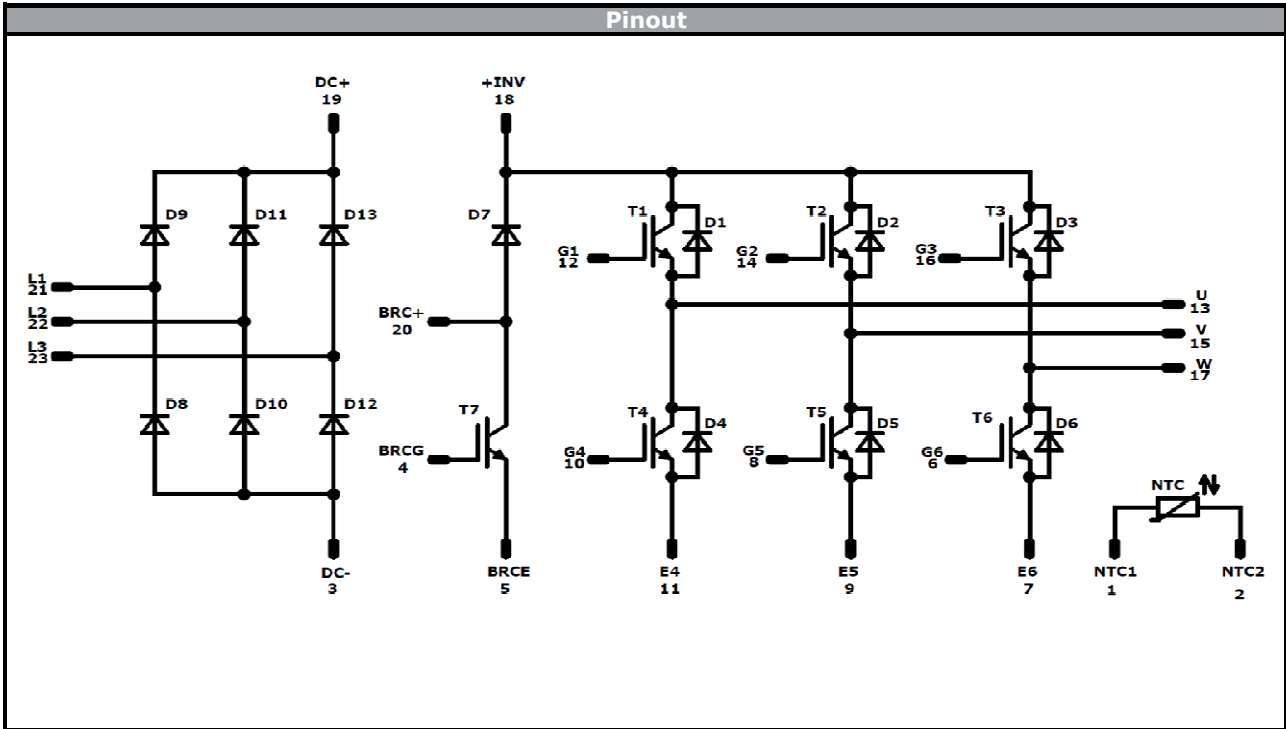 Pinout
DC+
19
+INV
18
D9
D11
D13
D7
T1
D1
T2
D2
T3
D3
G1
12
G2
14
G3
16
L1
21
L2
22
L3
23
BRC+
20
U
13
V
15
W
17
D8
D10
D12
T7
T4
D4
T5
D5
T6
D6
BRCG
4
G4
10
G5
8
G6
6
NTC
DC-
3
BRCE
5
E4
11
E5
9
E6
7
NTC1
1
NTC2
2